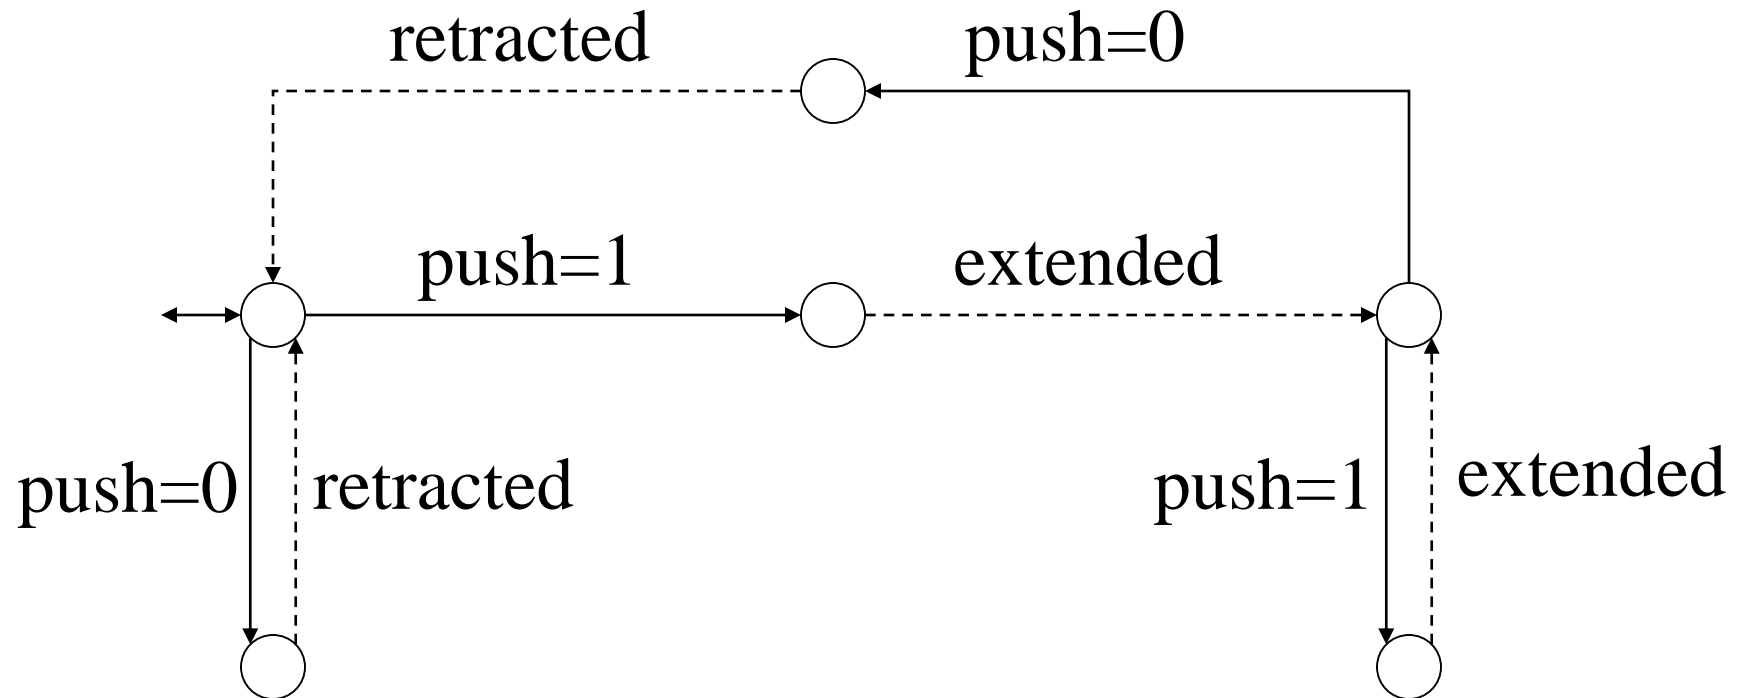 retracted
push=0
push=1
extended
push=0
retracted
push=1
extended